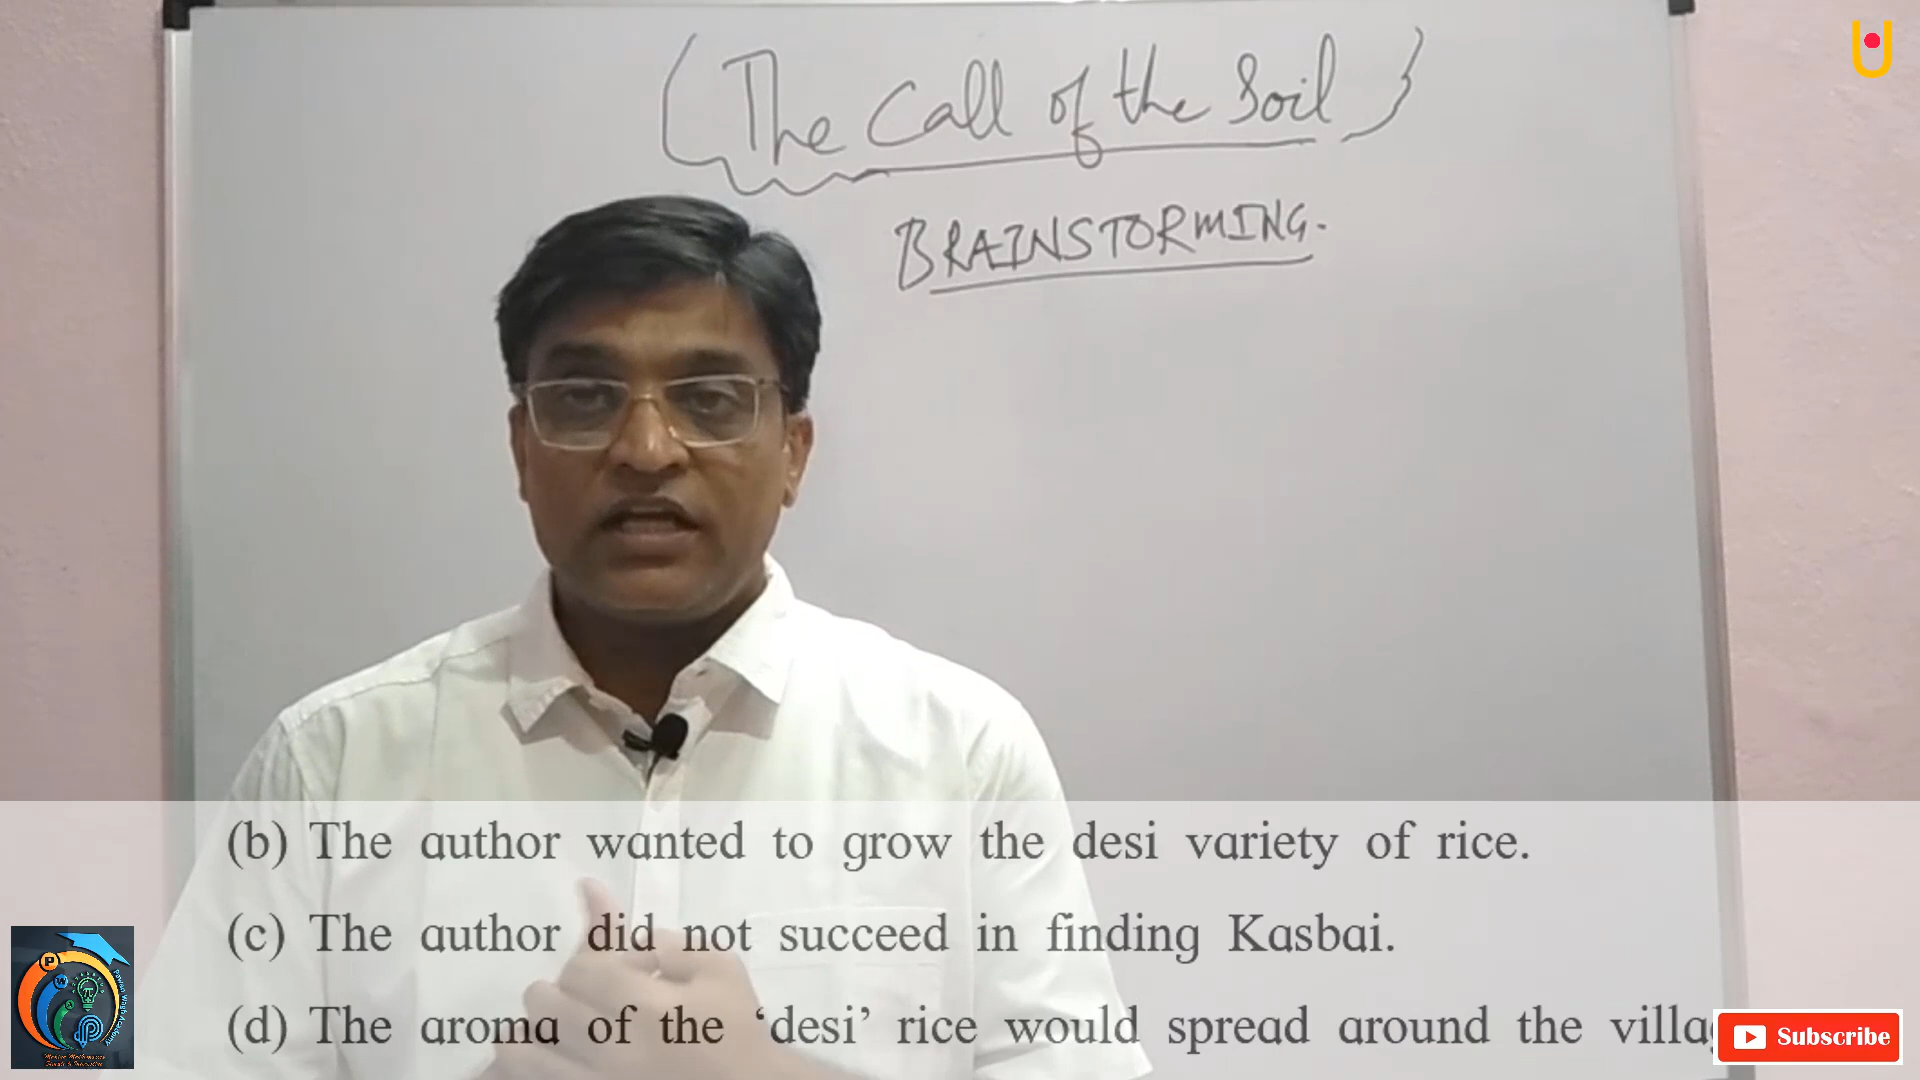 The Call of the Soil
BRAINSTORMING.
(b) The author wanted to grow the desi variety of rice.
(c) The author did not succeed in finding Kasbai.
(d) The aroma of the ‘desi’ rice would spread around the
Subscribe